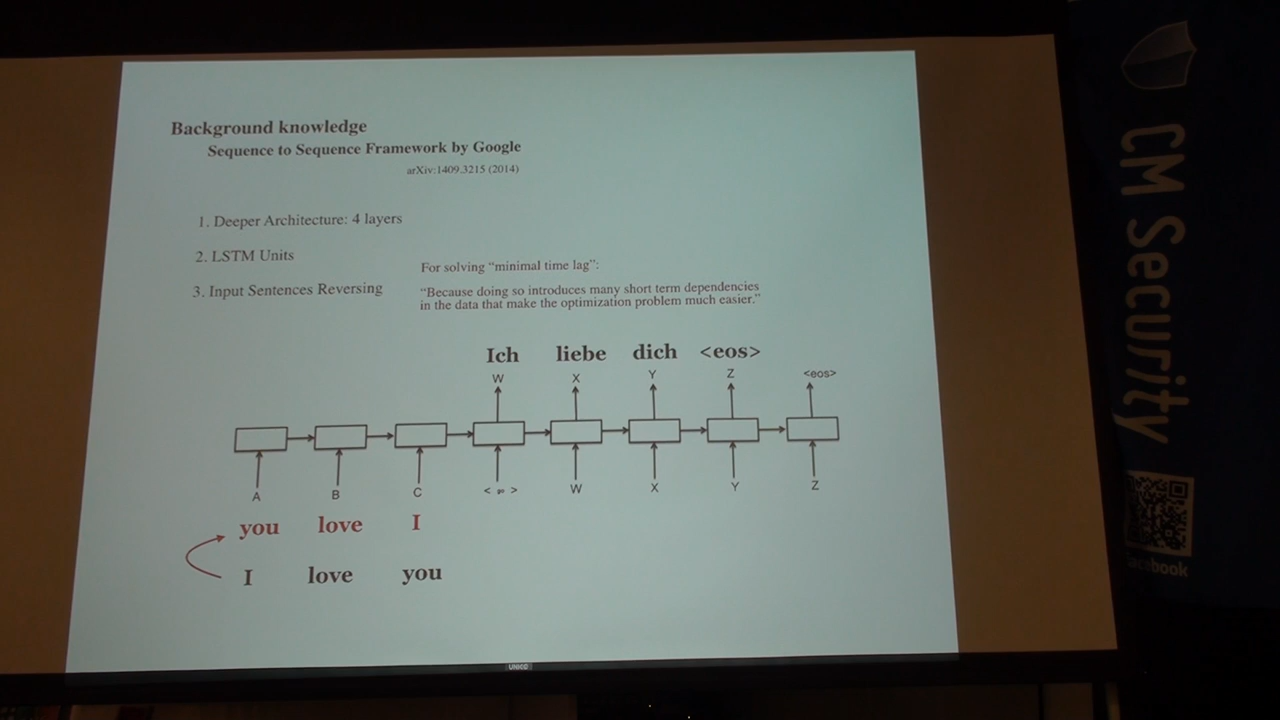 Background knowledge
Sequence to Sequence Framework by Google
arXiv:1409.3215 (2014)
1. Deeper Architecture: 4 layers
2. LSTM Units
3. Input Sentences Reversing
For solving “minimal time lag”:
“Because doing so introduces many short term dependencies
in the data that make the optimization problem much easier.”
Ich liebe dich <eos>
W X Y Z <eos>
A B C < > W X Y Z
you love I
I love you
UNICO
CM Security
facebook